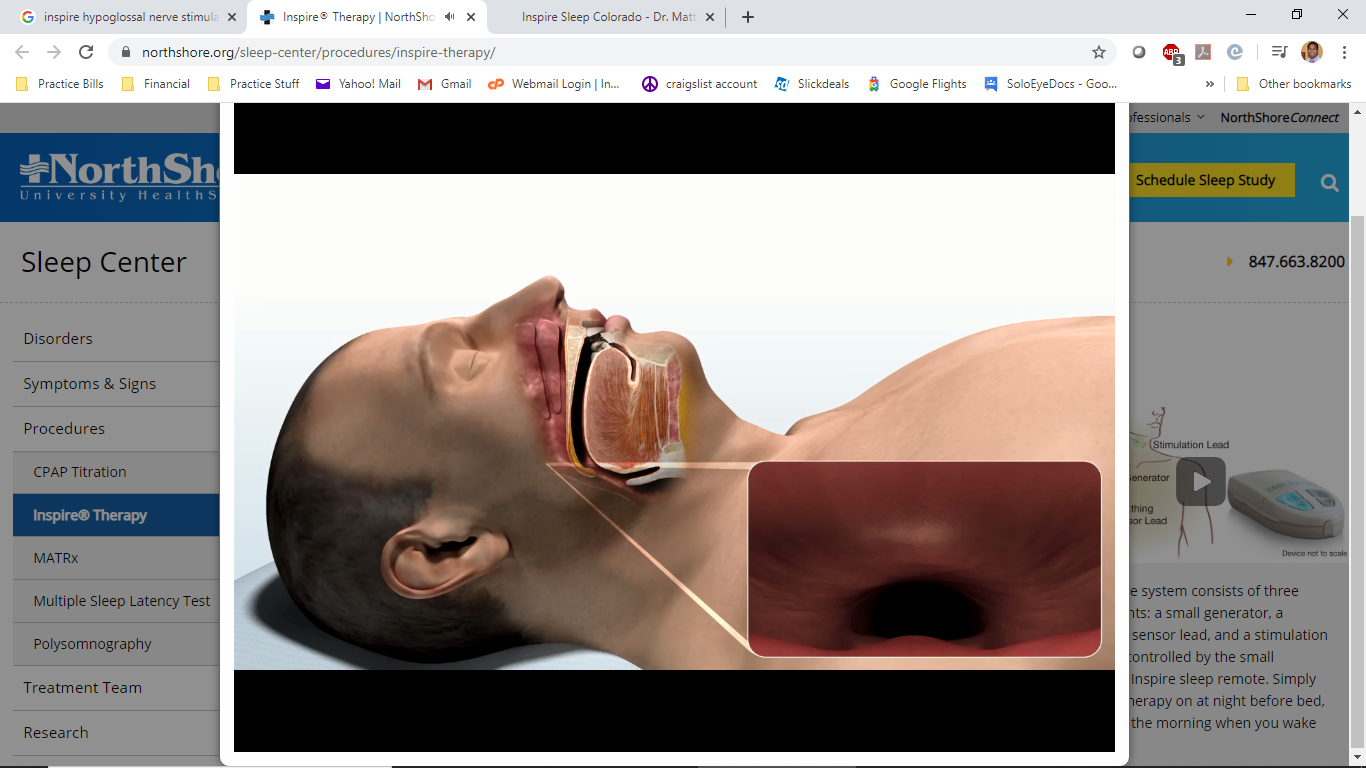 inspire hypoglossal nerve stimula
Inspire® Therapy | NorthSho
Inspire Sleep Colorado - Dr. Matt
northshore.org/sleep-center/procedures/inspire-therapy/
ABP
3
Practice Bills
Financial
Practice Stuff
Yahoo! Mail
Gmail
Webmail Login | In...
craigslist account
Slickdeals
Google Flights
SoloEyeDocs - Goo...
»
Other bookmarks
ofessionals
NorthShoreConnect
NorthSh
University HealthS
Schedule Sleep Study
Sleep Center
847.663.8200
Disorders
Symptoms & Signs
Procedures
CPAP Titration
Inspire® Therapy
MATRx
Multiple Sleep Latency Test
Polysomnography
Treatment Team
Research
Stimulation Lead
enerator
thing
sor Lead
Device not to scale
e system consists of three
nts: a small generator, a
sensor lead, and a stimulation
controlled by the small
Inspire sleep remote. Simply
herapy on at night before bed,
the morning when you wake